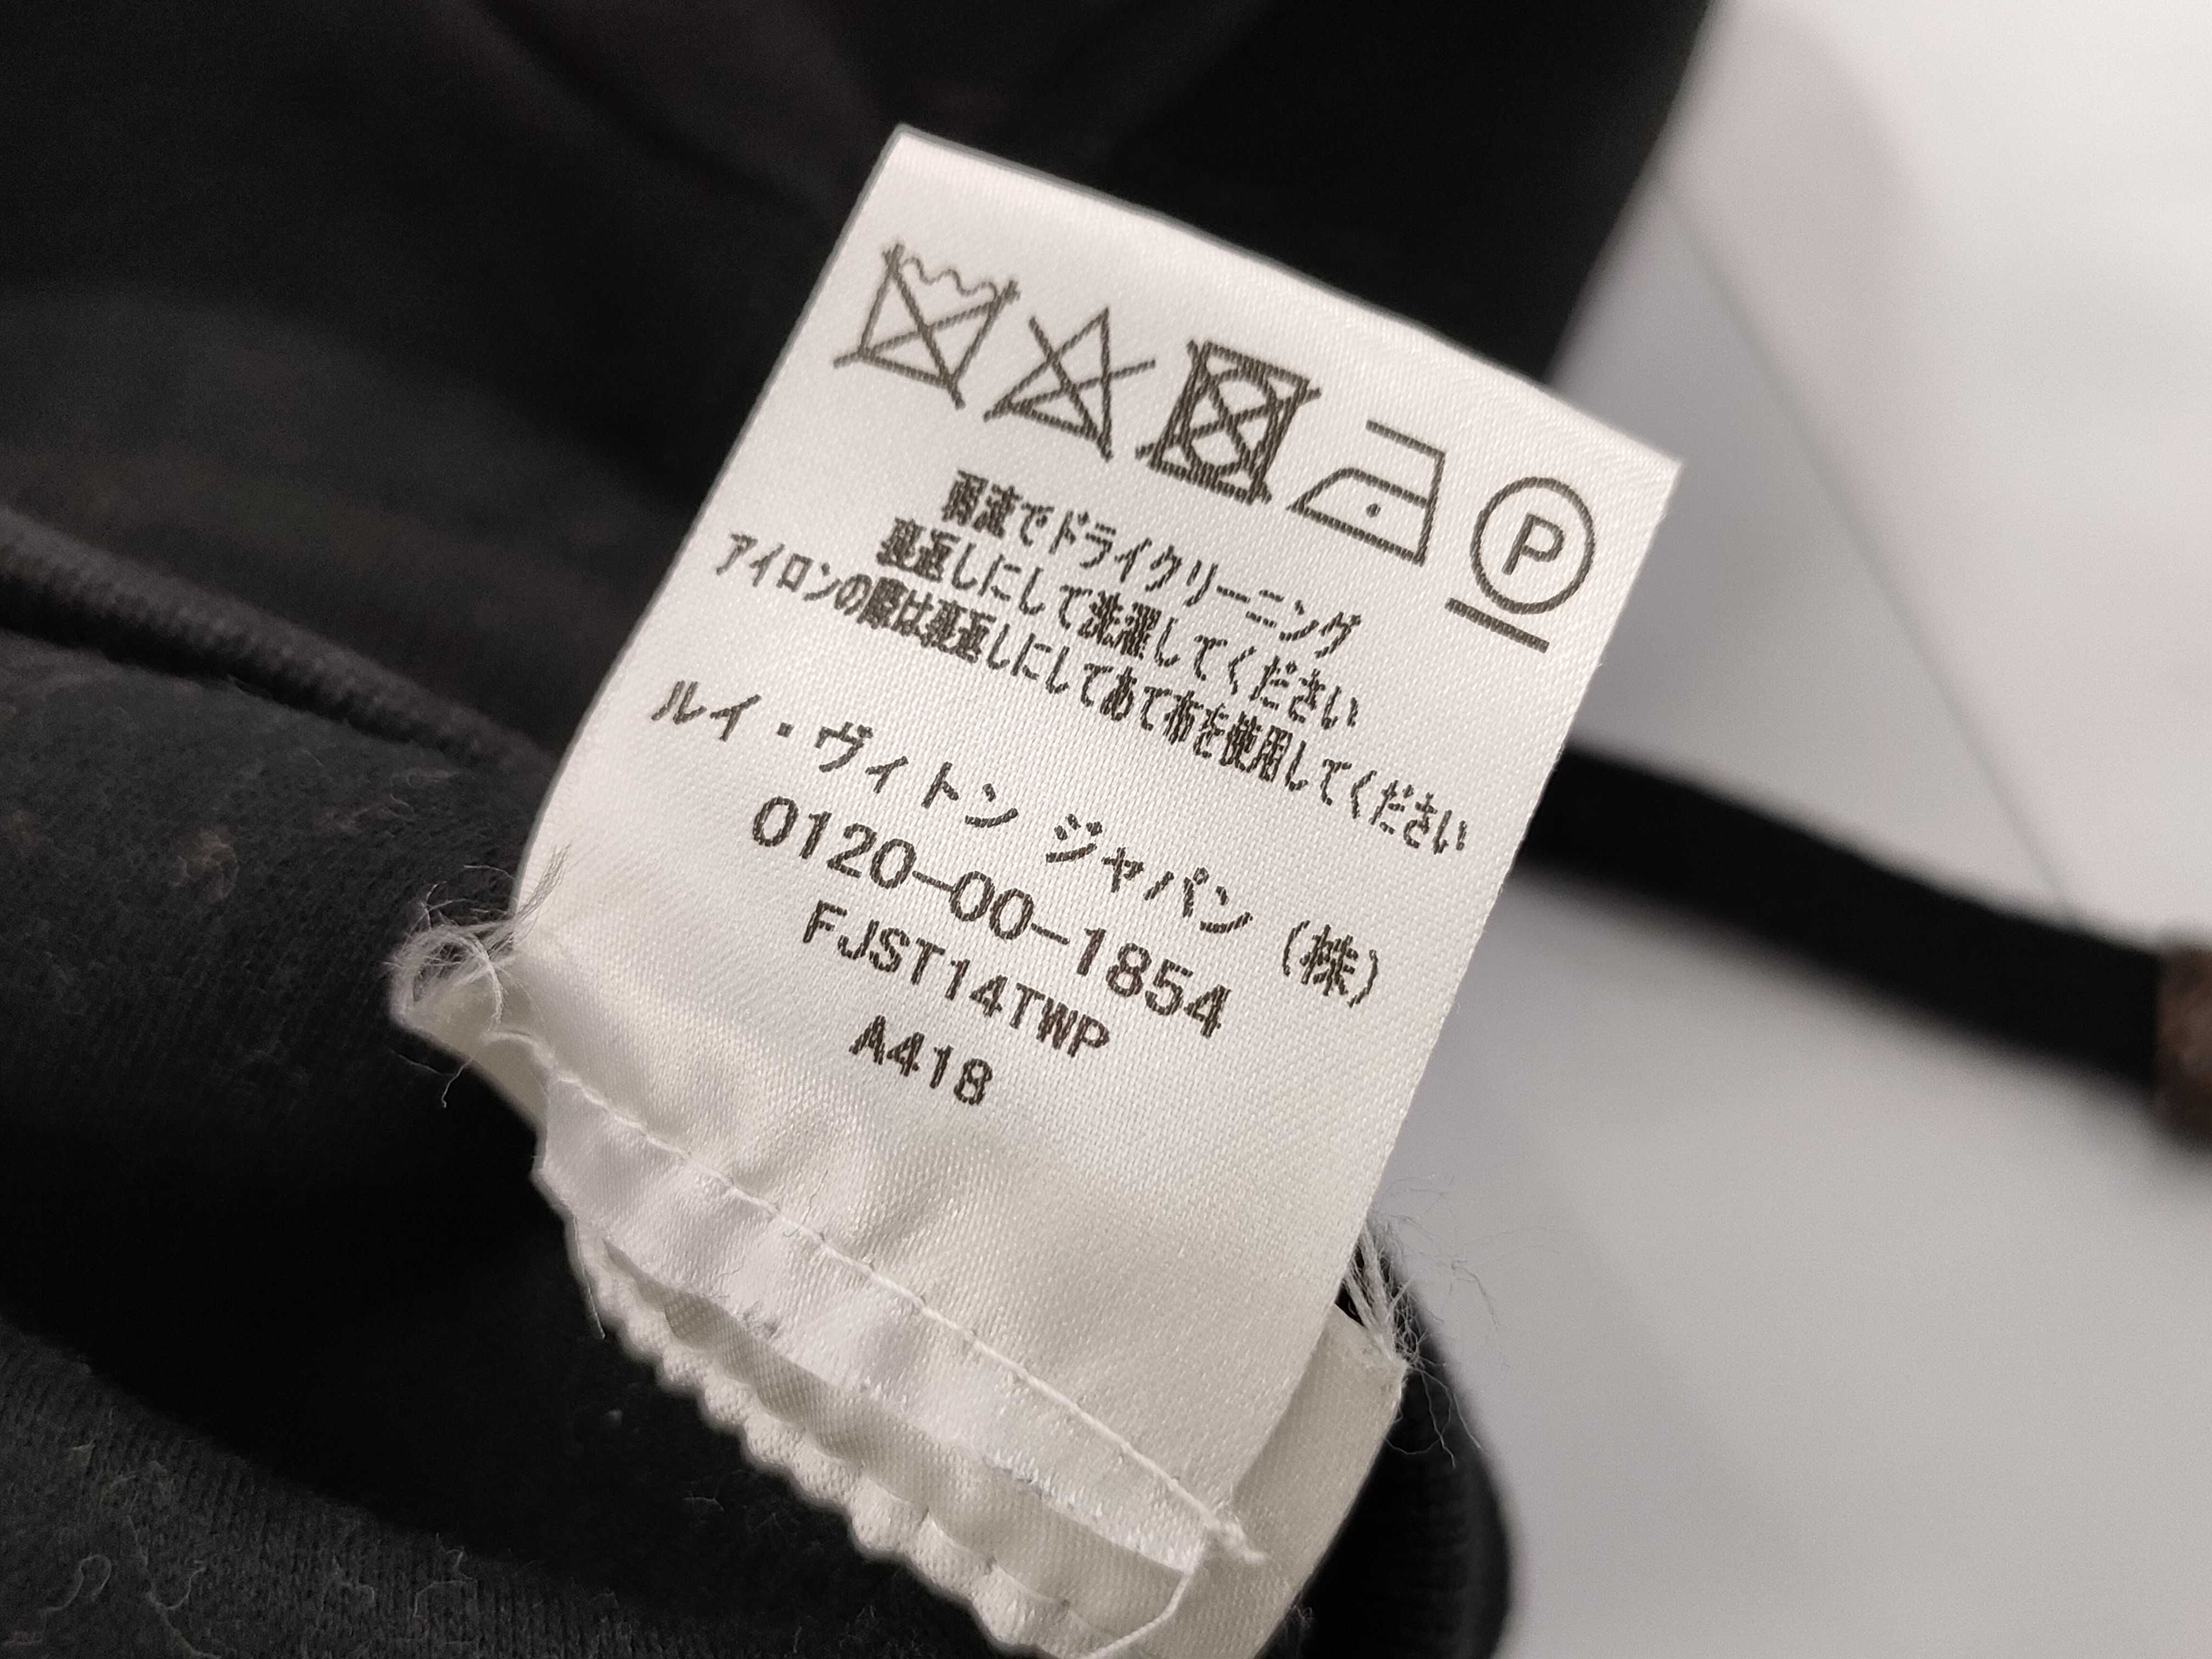 P
弱流でドライクリーニング
裏返しにして洗濯してください
アイロンの際は裏返しにしてあて布を使用してください
ルイ・ヴィトン ジャパン (株)
0120-00-1854
FJST14TWP
A418